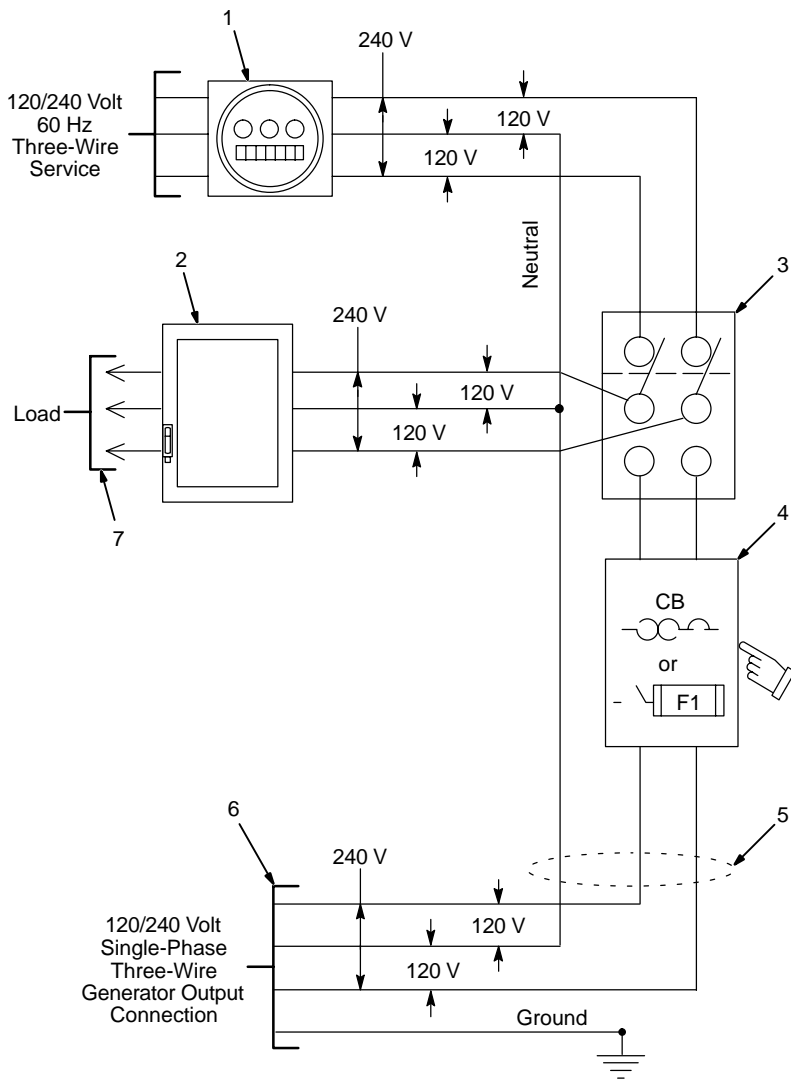 1
240 V
120/240 Volt
60 Hz
Three-Wire
Service
120 V
120 V
Neutral
2
3
240 V
120 V
120 V
Load
7
4
CB
or
F1
5
6
240 V
120 V
120 V
120/240 Volt
Single-Phase
Three-Wire
Generator Output
Connection
Ground